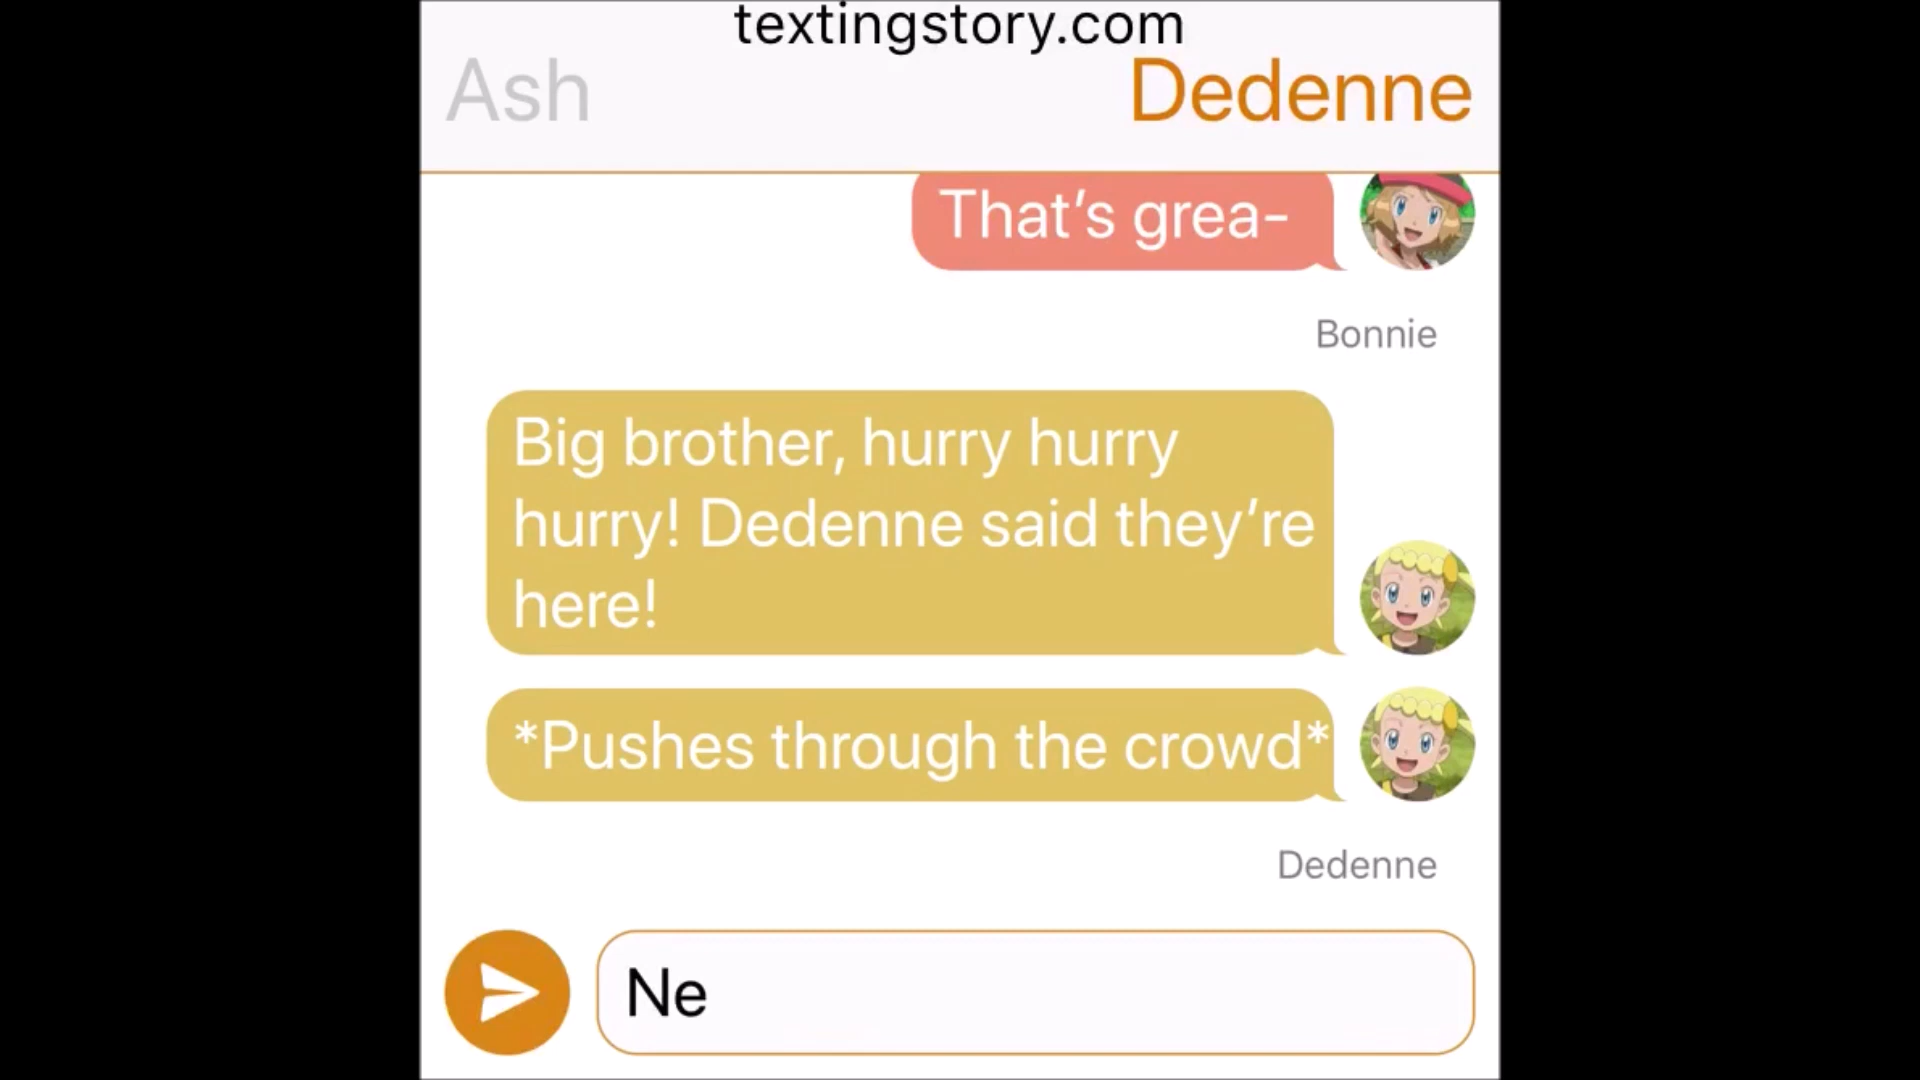 textingstory.com
Ash
Dedenne
That’s grea-
Bonnie
Big brother, hurry hurry
hurry! Dedenne said they’re
here!
*Pushes through the crowd*
Dedenne
Ne